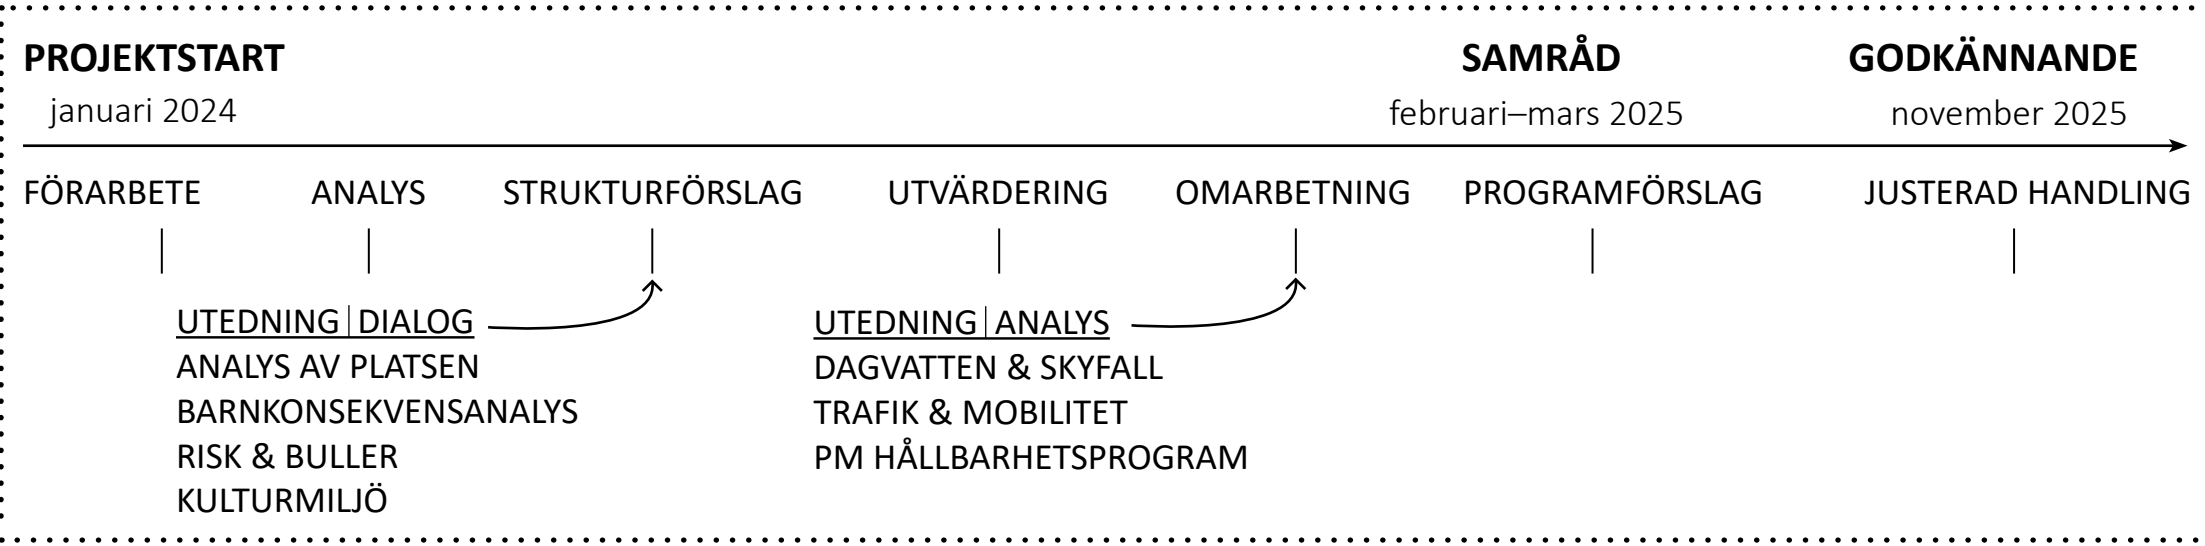 PROJEKTSTART
SAMRÅD
GODKÄNNANDE
januari 2024
februari–mars 2025
november 2025
FÖRARBETE
ANALYS
STRUKTURFÖRSLAG
UTVÄRDERING
OMARBETNING
PROGRAMFÖRSLAG
JUSTERAD HANDLING
UTEDNING | DIALOG
ANALYS AV PLATSEN
BARNKONSEKVENSANALYS
RISK & BULLER
KULTURMILJÖ
UTEDNING | ANALYS
DAGVATTEN & SKYFALL
TRAFIK & MOBILITET
PM HÅLLBARHETSPROGRAM